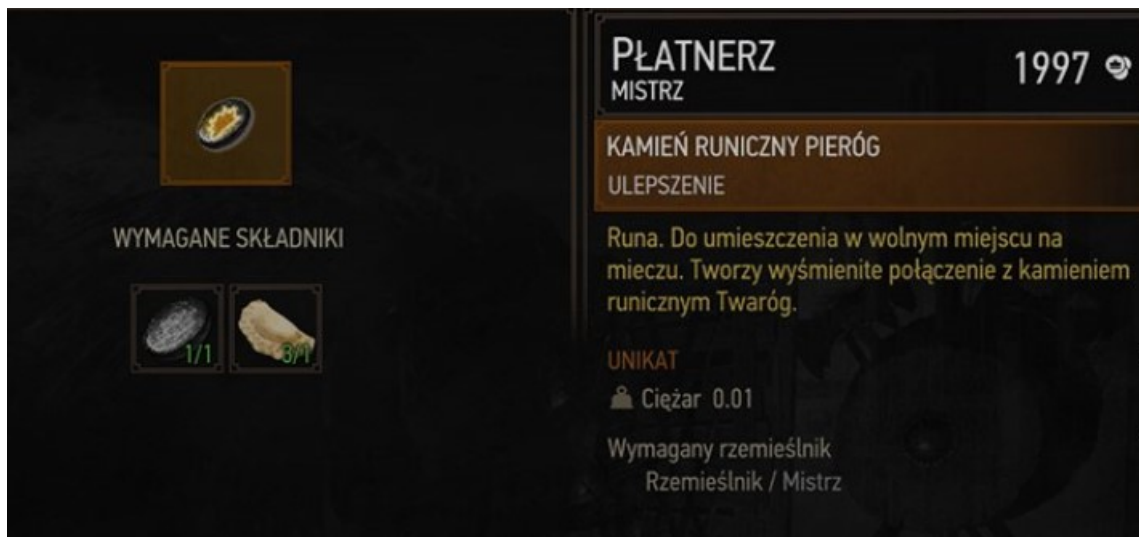 PŁATNERZ
MISTRZ
1997
KAMIEŃ RUNICZNY PIERÓG
ULEPSZENIE
WYMAGANE SKŁADNIKI
1/1
3/1
Runa. Do umieszczenia w wolnym miejscu na
mieczu. Tworzy wyśmienite połączenie z kamieniem
runicznym Twaróg.
UNIKAT
Ciężar 0.01
Wymagany rzemieślnik
Rzemieślnik / Mistrz